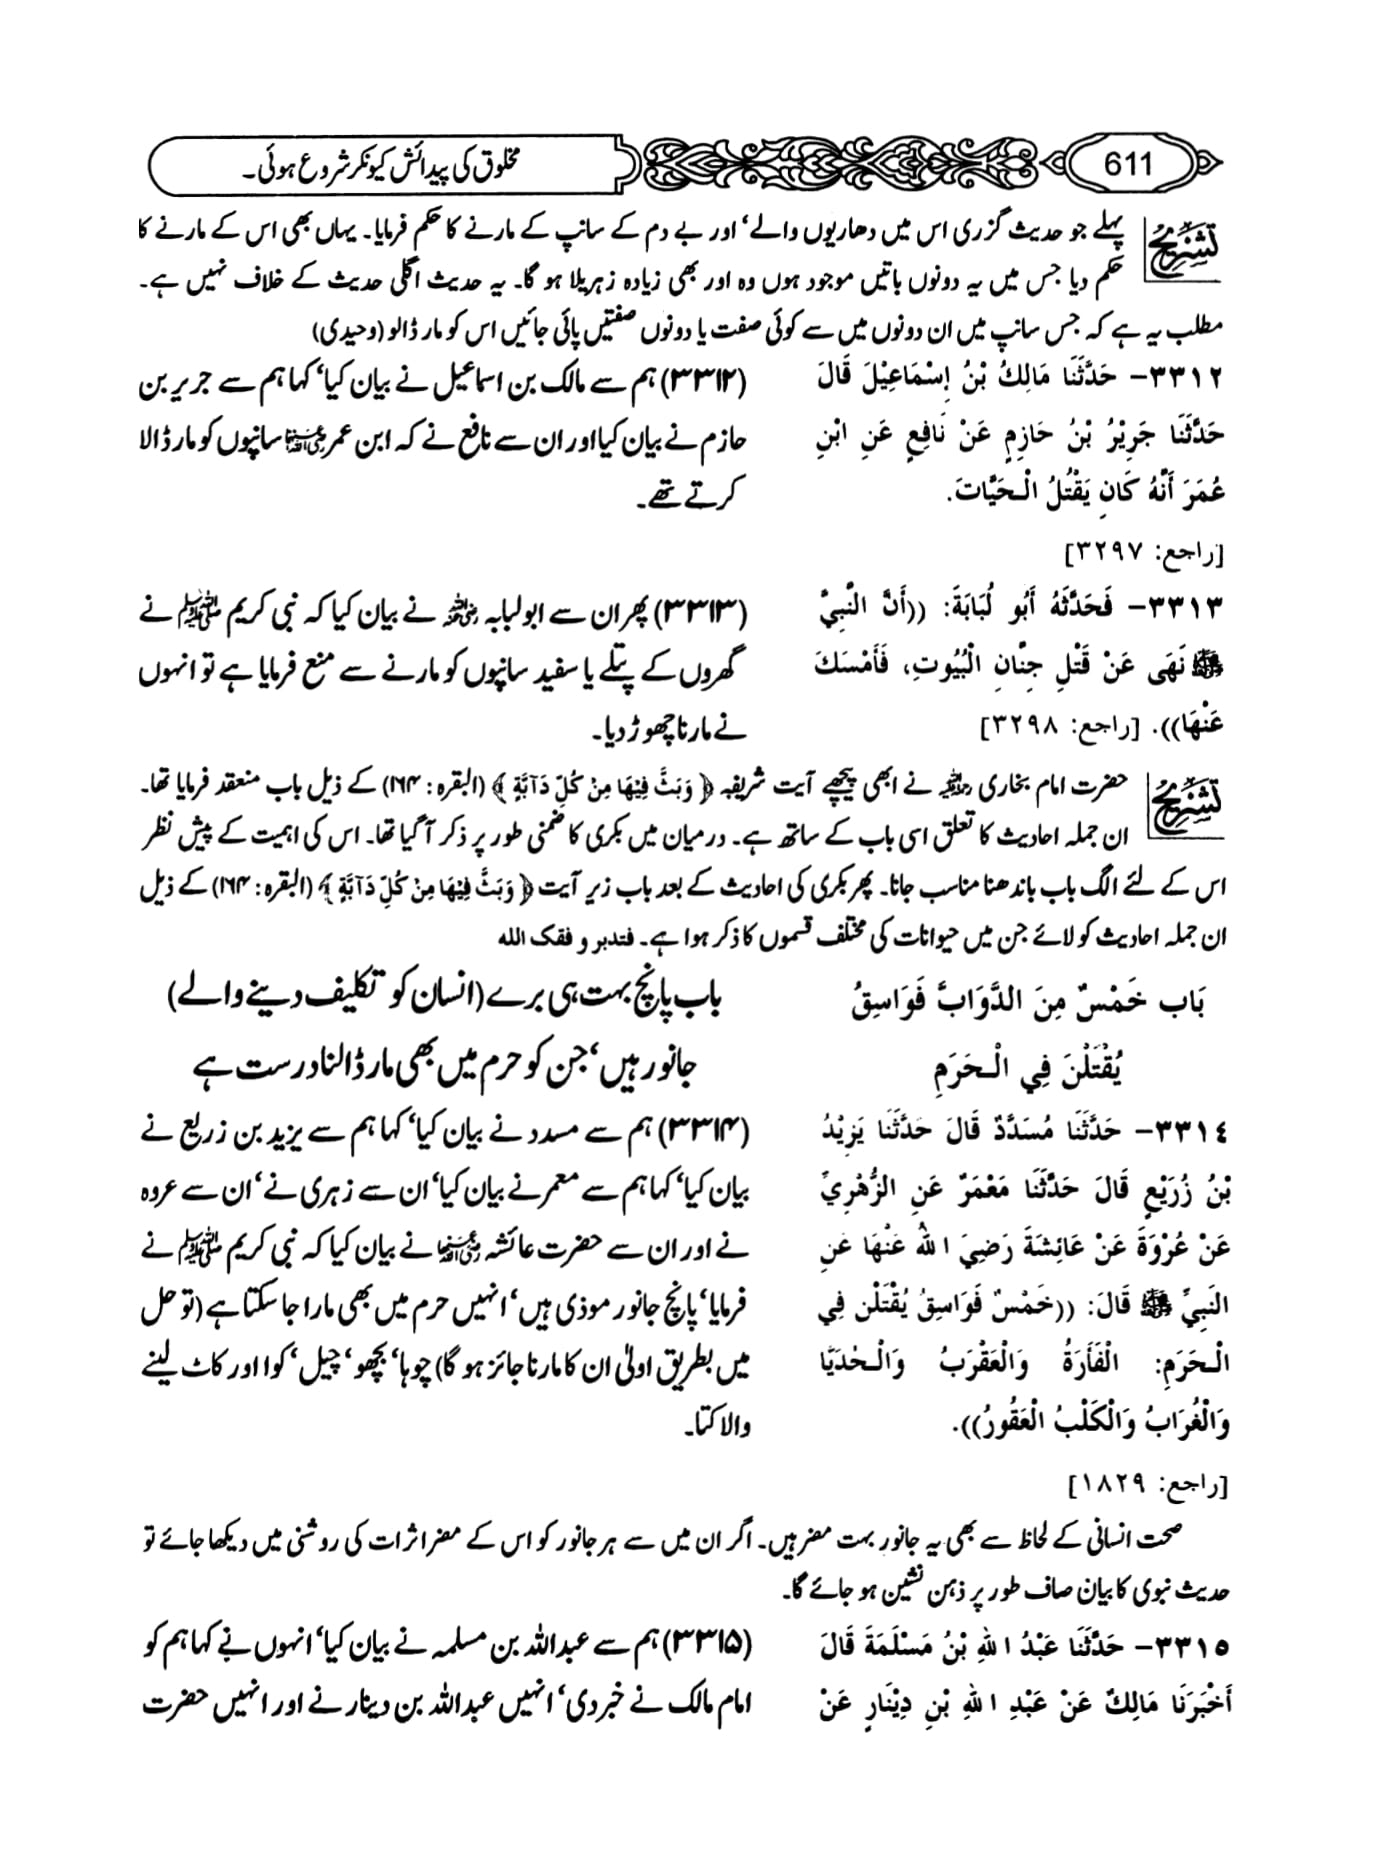 611
مخلوق کی پیدائش کیونکر شروع ہوئی۔
تشریح
پہلے جو حدیث گزری اس میں دھاریوں والے‘ اور بے دم کے سانپ کے مارنے کا حکم فرمایا۔ یہاں بھی اس کے مارنے کا
حکم دیا جس میں یہ دونوں باتیں موجود ہوں وہ اور بھی زیادہ زہریلا ہو گا۔ یہ حدیث اگلی حدیث کے خلاف نہیں ہے۔
مطلب یہ ہے کہ جس سانپ میں ان دونوں میں سے کوئی صفت یا دونوں صفتیں پائی جائیں اس کو مار ڈالو (وحیدی)
٣٣١٢– حَدَّثَنَا مَالِكُ بْنُ إِسْمَاعِيْلَ قَالَ
حَدَّثَنَا جَرِيْرُ بْنُ حَازِمٍ عَنْ نَافِعٍ عَنِ ابْنِ
عُمَرَ أَنَّهُ كَانَ يَقْتُلُ الْحَيَّاتِ.
[راجع: ٣٢٩٧]
(۳۳۱۲) ہم سے مالک بن اسماعیل نے بیان کیا‘ کہا ہم سے جریر بن
حازم نے بیان کیا اور ان سے نافع نے کہ ابن عمر رضی اللہ عنہما سانپوں کو مار ڈالا
کرتے تھے۔
٣٣١٣– فَحَدَّثَهُ أَبُو لُبَابَةَ: ((أَنَّ النَّبِيَّ
ﷺ نَهَى عَنْ قَتْلِ جِنَّانِ الْبُيُوتِ، فَأَمْسَكَ
عَنْهَا)). [راجع: ٣٢٩٨]
(۳۳۱۳) پھر ان سے ابولبابہ رضی اللہ عنہ نے بیان کیا کہ نبی کریم ﷺ نے
گھروں کے پتلے یا سفید سانپوں کو مارنے سے منع فرمایا ہے تو انہوں
نے مارنا چھوڑ دیا۔
تشریح
حضرت امام بخاری رحمہ اللہ نے ابھی پیچھے آیت شریفہ ﴿ وَبَثَّ فِيْهَا مِنْ كُلِّ دَآبَّةٍ ﴾ (البقرہ: ۱۶۴) کے ذیل باب منعقد فرمایا تھا۔
ان جملہ احادیث کا تعلق اسی باب کے ساتھ ہے۔ درمیان میں بکری کا ضمنی طور پر ذکر آ گیا تھا۔ اس کی اہمیت کے پیش نظر
اس کے لئے الگ باب باندھنا مناسب جانا۔ پھر بکری کی احادیث کے بعد باب زیر آیت ﴿ وَبَثَّ فِيْهَا مِنْ كُلِّ دَآبَّةٍ ﴾ (البقرہ: ۱۶۴) کے ذیل
ان جملہ احادیث کو لائے جن میں حیوانات کی مختلف قسموں کا ذکر ہوا ہے۔ فتدبر و فقک الله
بَاب خَمْسٌ مِنَ الدَّوَابِّ فَوَاسِقُ
يُقْتَلْنَ فِي الْحَرَمِ
باب پانچ بہت ہی برے (انسان کو تکلیف دینے والے)
جانور ہیں‘ جن کو حرم میں بھی مار ڈالنا درست ہے
٣٣١٤– حَدَّثَنَا مُسَدَّدٌ قَالَ حَدَّثَنَا يَزِيْدُ
بْنُ زُرَيْعٍ قَالَ حَدَّثَنَا مَعْمَرٌ عَنِ الزُّهْرِيِّ
عَنْ عُرْوَةَ عَنْ عَائِشَةَ رَضِيَ اللهُ عَنْهَا عَنِ
النَّبِيِّ ﷺ قَالَ: ((خَمْسٌ فَوَاسِقُ يُقْتَلْنَ فِي
الْحَرَمِ: الْفَأْرَةُ وَالْعَقْرَبُ وَالْحُدَيَّا
وَالْغُرَابُ وَالْكَلْبُ الْعَقُورُ)).
[راجع: ١٨٢٩]
(۳۳۱۴) ہم سے مسدد نے بیان کیا‘ کہا ہم سے یزید بن زریع نے
بیان کیا‘ کہا ہم سے معمر نے بیان کیا‘ ان سے زہری نے‘ ان سے عروہ
نے اور ان سے حضرت عائشہ رضی اللہ عنہا نے بیان کیا کہ نبی کریم ﷺ نے
فرمایا‘ پانچ جانور موذی ہیں‘ انہیں حرم میں بھی مارا جا سکتا ہے (تو حل
میں بطریق اولیٰ ان کا مارنا جائز ہو گا) چوہا‘ بچھو‘ چیل‘ کوا اور کاٹ لینے
والا کتا۔
صحت انسانی کے لحاظ سے بھی یہ جانور بہت مضر ہیں۔ اگر ان میں سے ہر جانور کو اس کے مضر اثرات کی روشنی میں دیکھا جائے تو
حدیث نبوی کا بیان صاف طور پر ذہن نشین ہو جائے گا۔
٣٣١٥– حَدَّثَنَا عَبْدُ اللهِ بْنُ مَسْلَمَةَ قَالَ
أَخْبَرَنَا مَالِكٌ عَنْ عَبْدِ اللهِ بْنِ دِيْنَارٍ عَنْ
(۳۳۱۵) ہم سے عبداللہ بن مسلمہ نے بیان کیا‘ انہوں نے کہا ہم کو
امام مالک نے خبر دی‘ انہیں عبداللہ بن دینار نے اور انہیں حضرت